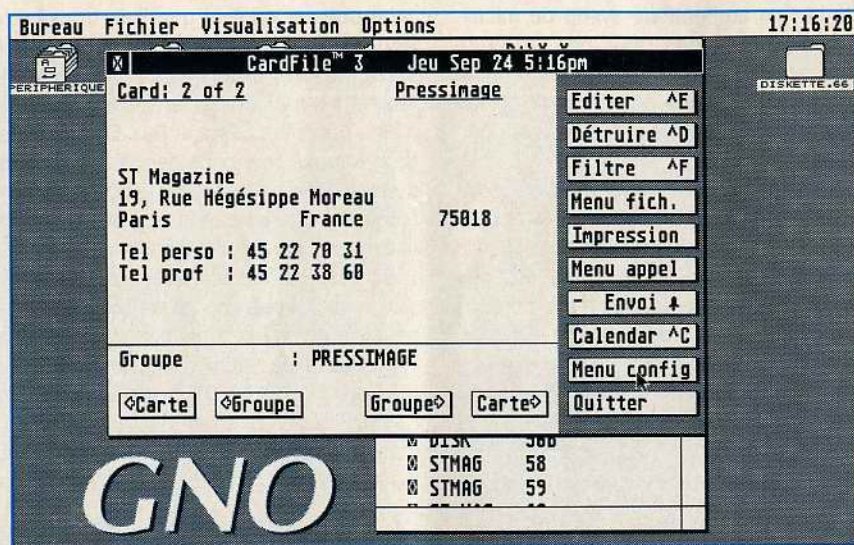 Bureau Fichier Visualisation Options 17:16:20
PERIPHERIQUE
DISKETTE.66
CardFile™ 3 Jeu Sep 24 5:16pm
Card: 2 of 2 Pressimage
ST Magazine
19, Rue Hégésippe Moreau
Paris France 75018
Tel perso : 45 22 70 31
Tel prof : 45 22 38 60
Groupe : PRESSIMAGE
⇦Carte ⇦Groupe Groupe⇨ Carte⇨
Editer ^E
Détruire ^D
Filtre ^F
Menu fich.
Impression
Menu appel
- Envoi
Calendar ^C
Menu config
Quitter
DISK
STMAG 58
STMAG 59
GNO